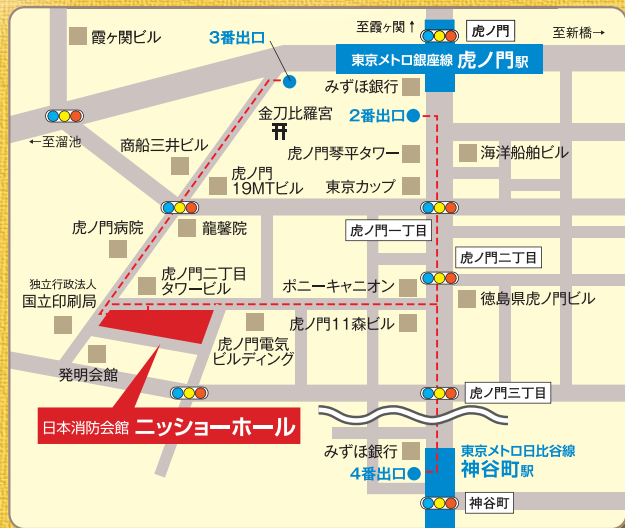 至霞ヶ関↑
虎ノ門
至新橋→
霞ヶ関ビル
3番出口
東京メトロ銀座線 虎ノ門駅
みずほ銀行
金刀比羅宮
2番出口
←至溜池
商船三井ビル
虎ノ門琴平タワー
海洋船舶ビル
虎ノ門
19MTビル
東京カップ
虎ノ門病院
龍馨院
虎ノ門一丁目
虎ノ門二丁目
独立行政法人
国立印刷局
虎ノ門二丁目
タワービル
ポニーキャニオン
徳島県虎ノ門ビル
虎ノ門電気
ビルディング
虎ノ門11森ビル
発明会館
虎ノ門三丁目
日本消防会館 ニッショーホール
みずほ銀行
東京メトロ日比谷線
神谷町駅
4番出口
神谷町